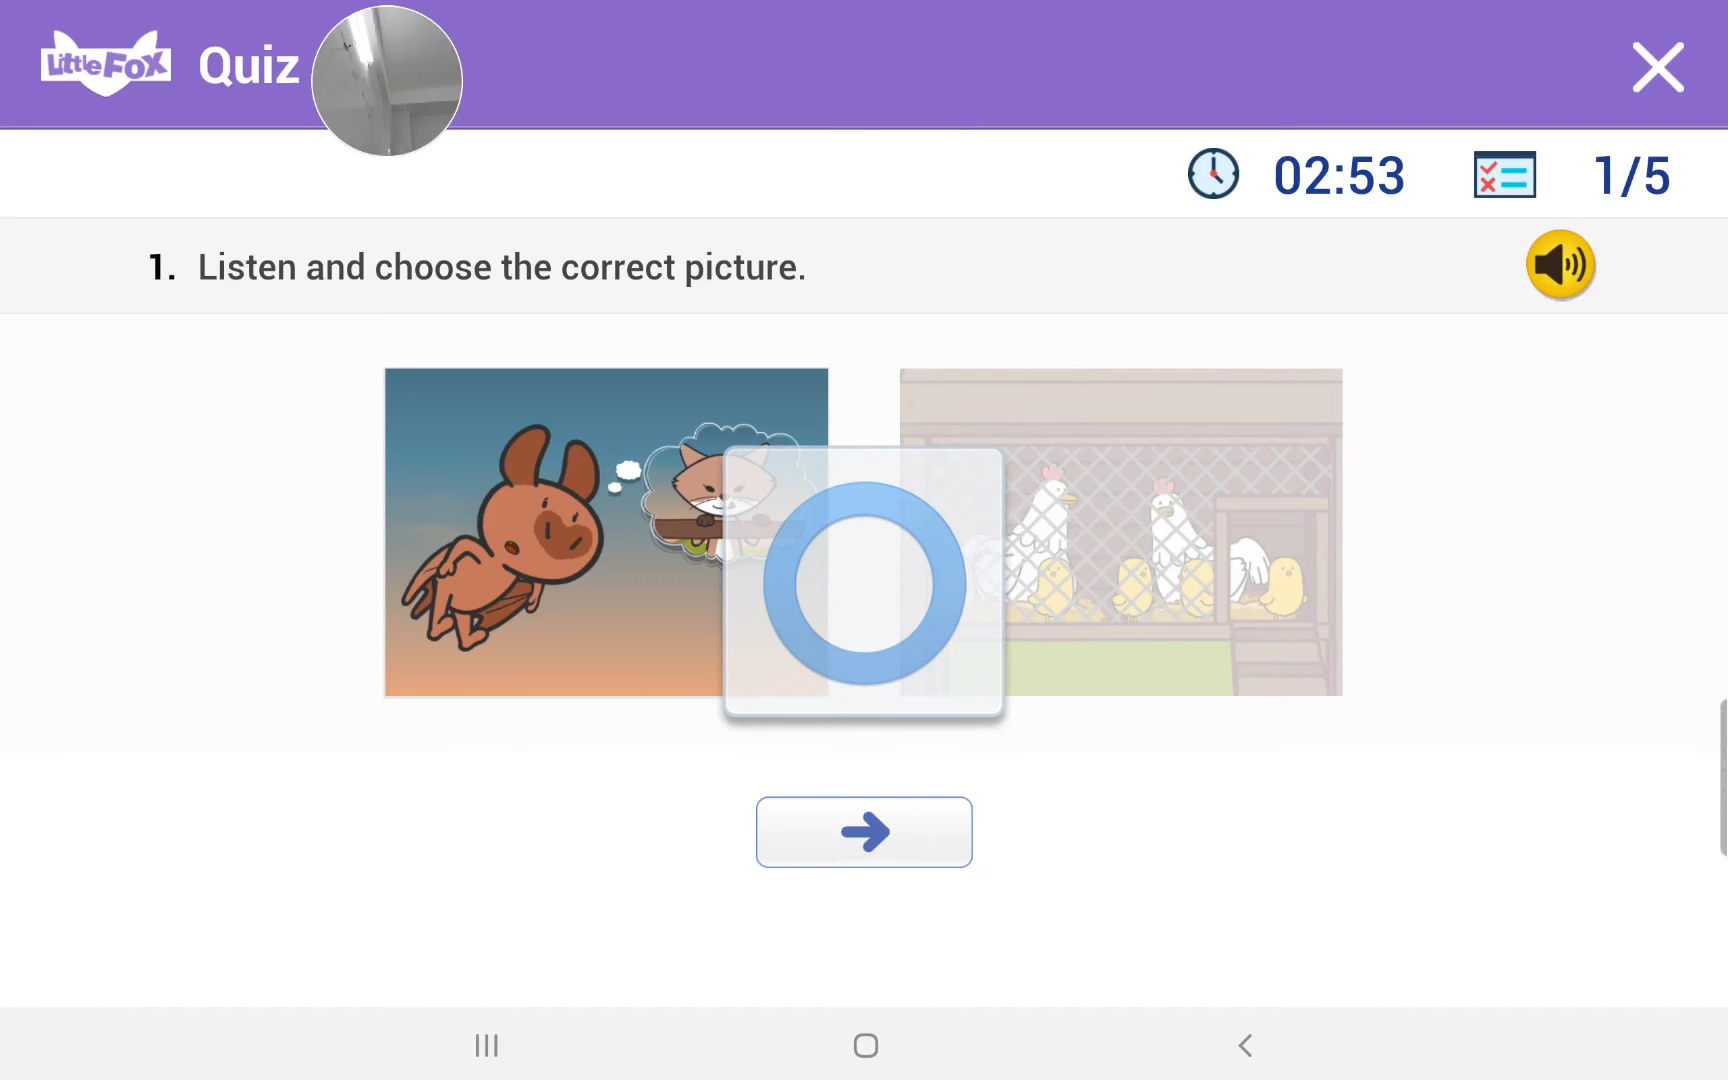 Little Fox Quiz
02:53 1/5
1. Listen and choose the correct picture.